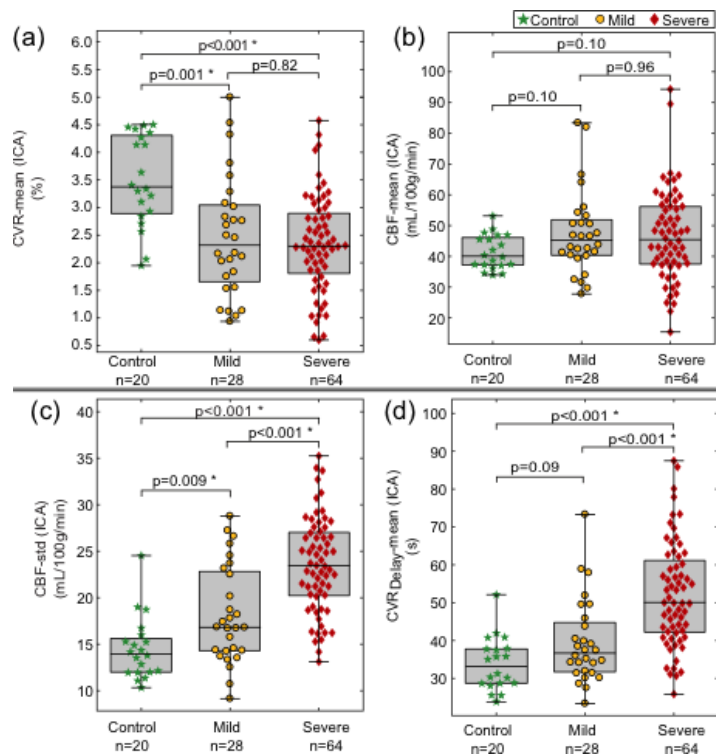 Control Mild Severe
(a)
p<0.001 *
p=0.001 *
p=0.82
CVR-mean (ICA)
(%)
6.0
5.5
5.0
4.5
4.0
3.5
3.0
2.5
2.0
1.5
1.0
0.5
Control Mild Severe
n=20 n=28 n=64
(b)
p=0.10
p=0.10
p=0.96
CBF-mean (ICA)
(mL/100g/min)
100
90
80
70
60
50
40
30
20
Control Mild Severe
n=20 n=28 n=64
(c)
p<0.001 *
p<0.001 *
p=0.009 *
CBF-std (ICA)
(mL/100g/min)
40
35
30
25
20
15
10
Control Mild Severe
n=20 n=28 n=64
(d)
p<0.001 *
p<0.001 *
p=0.09
CVRDelay-mean (ICA)
(s)
100
90
80
70
60
50
40
30
Control Mild Severe
n=20 n=28 n=64